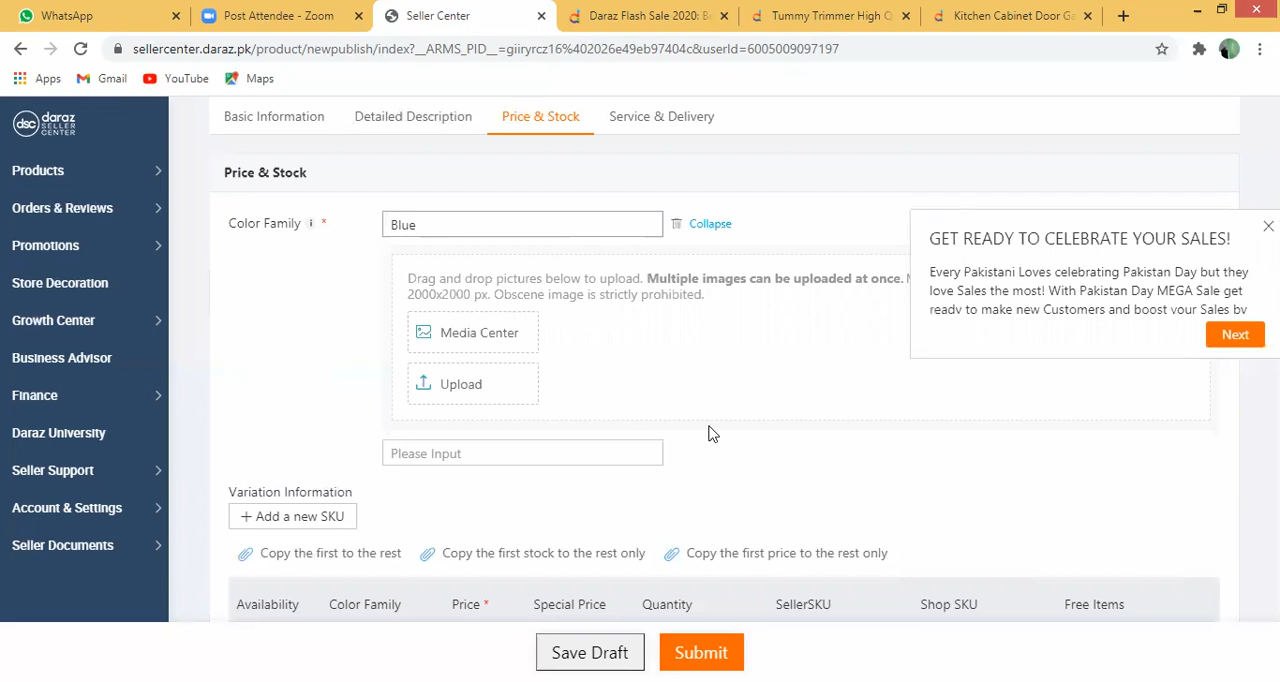 WhatsApp
Post Attendee - Zoom
Seller Center
Daraz Flash Sale 2020: B
Tummy Trimmer High Q
Kitchen Cabinet Door Ga
sellercenter.daraz.pk/product/newpublish/index?__ARMS_PID__=giiryrcz16%402026e49eb97404c&userId=6005009097197
Apps
Gmail
YouTube
Maps
dsc daraz
SELLER
CENTER
Products
Orders & Reviews
Promotions
Store Decoration
Growth Center
Business Advisor
Finance
Daraz University
Seller Support
Account & Settings
Seller Documents
Basic Information
Detailed Description
Price & Stock
Service & Delivery
Price & Stock
Color Family i *
Blue
Collapse
Drag and drop pictures below to upload. Multiple images can be uploaded at once.
2000x2000 px. Obscene image is strictly prohibited.
Media Center
Upload
Please Input
GET READY TO CELEBRATE YOUR SALES!
Every Pakistani Loves celebrating Pakistan Day but they
love Sales the most! With Pakistan Day MEGA Sale get
ready to make new Customers and boost your Sales by
Next
Variation Information
+ Add a new SKU
Copy the first to the rest
Copy the first stock to the rest only
Copy the first price to the rest only
Availability
Color Family
Price *
Special Price
Quantity
SellerSKU
Shop SKU
Free Items
Save Draft
Submit